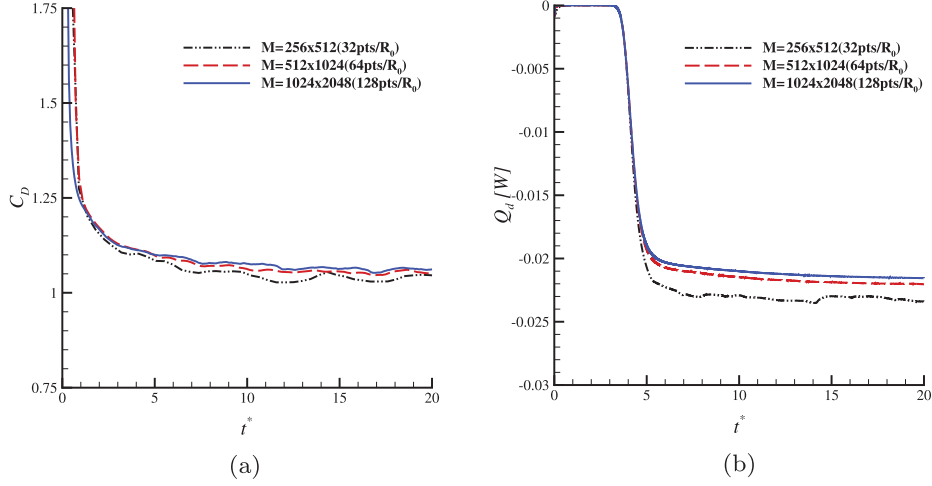 1.75
1.5
1.25
1
0.75
C_D
M=256x512(32pts/R_0)
M=512x1024(64pts/R_0)
M=1024x2048(128pts/R_0)
0 5 10 15 20
t*
(a)
0
-0.005
-0.01
-0.015
-0.02
-0.025
-0.03
Q_d [W]
M=256x512(32pts/R_0)
M=512x1024(64pts/R_0)
M=1024x2048(128pts/R_0)
0 5 10 15 20
t*
(b)